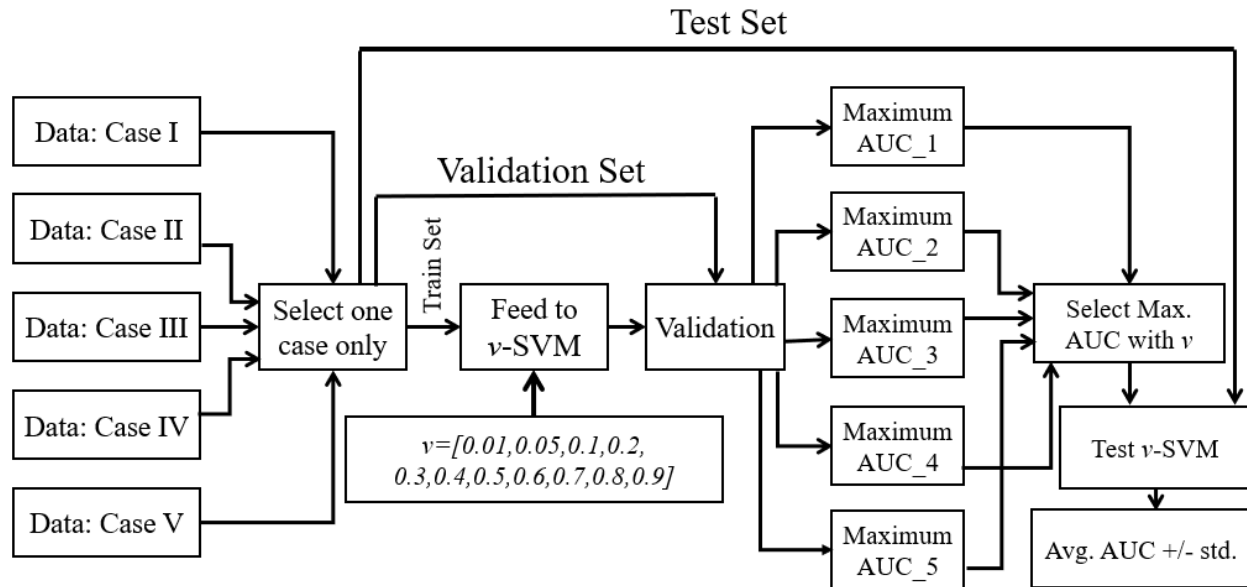 Test Set
Validation Set
Train Set
Data: Case I
Data: Case II
Data: Case III
Data: Case IV
Data: Case V
Select one
case only
Feed to
v-SVM
v=[0.01,0.05,0.1,0.2,
0.3,0.4,0.5,0.6,0.7,0.8,0.9]
Validation
Maximum
AUC_1
Maximum
AUC_2
Maximum
AUC_3
Maximum
AUC_4
Maximum
AUC_5
Select Max.
AUC with v
Test v-SVM
Avg. AUC +/- std.